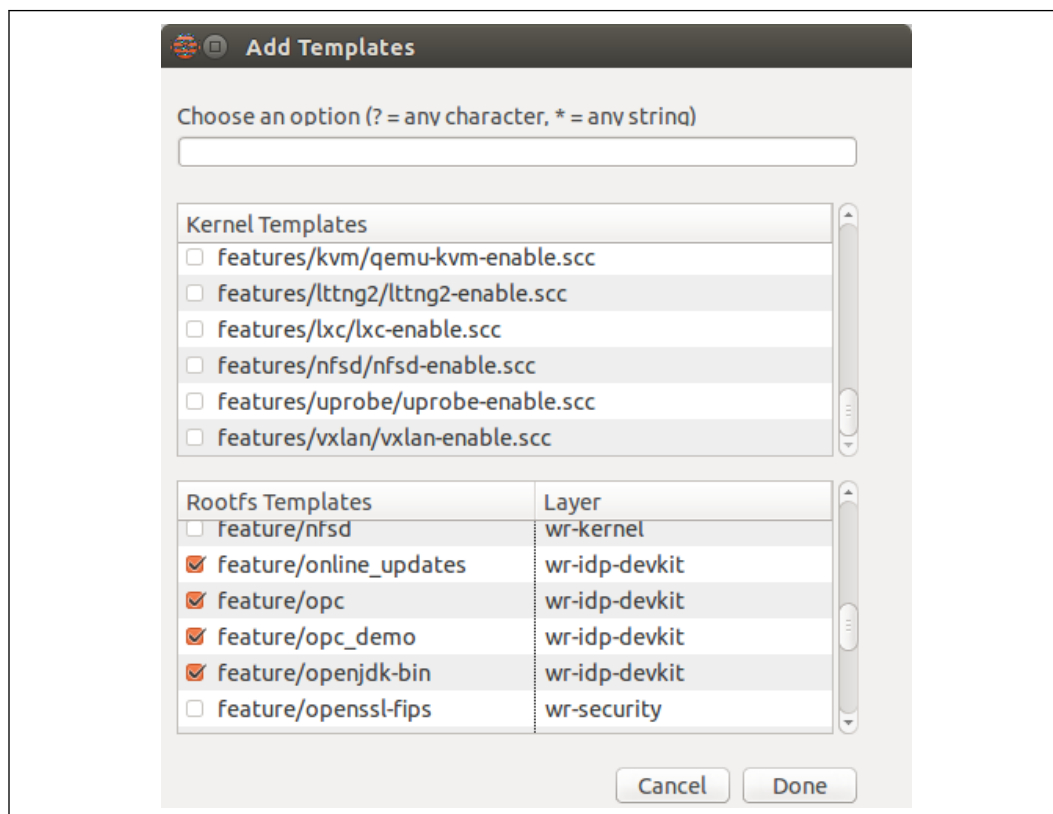 Add Templates
Choose an option (? = any character, * = any string)
Kernel Templates
features/kvm/qemu-kvm-enable.scc
features/lttng2/lttng2-enable.scc
features/lxc/lxc-enable.scc
features/nfsd/nfsd-enable.scc
features/uprobe/uprobe-enable.scc
features/vxlan/vxlan-enable.scc
Rootfs Templates Layer
feature/nfsd wr-kernel
feature/online_updates wr-idp-devkit
feature/opc wr-idp-devkit
feature/opc_demo wr-idp-devkit
feature/openjdk-bin wr-idp-devkit
feature/openssl-fips wr-security
Cancel Done